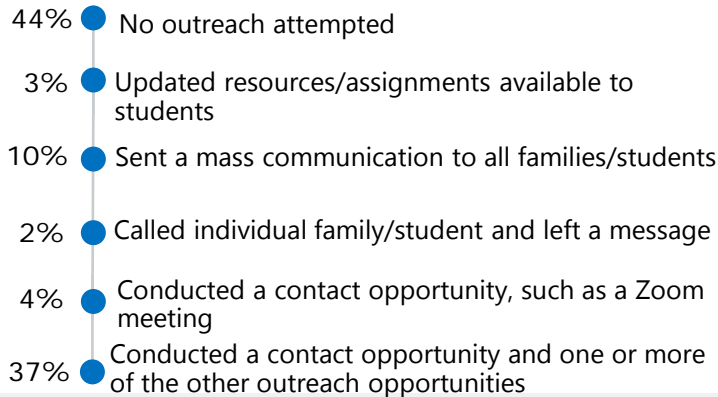 44% No outreach attempted
3% Updated resources/assignments available to
students
10% Sent a mass communication to all families/students
2% Called individual family/student and left a message
4% Conducted a contact opportunity, such as a Zoom
meeting
37% Conducted a contact opportunity and one or more
of the other outreach opportunities